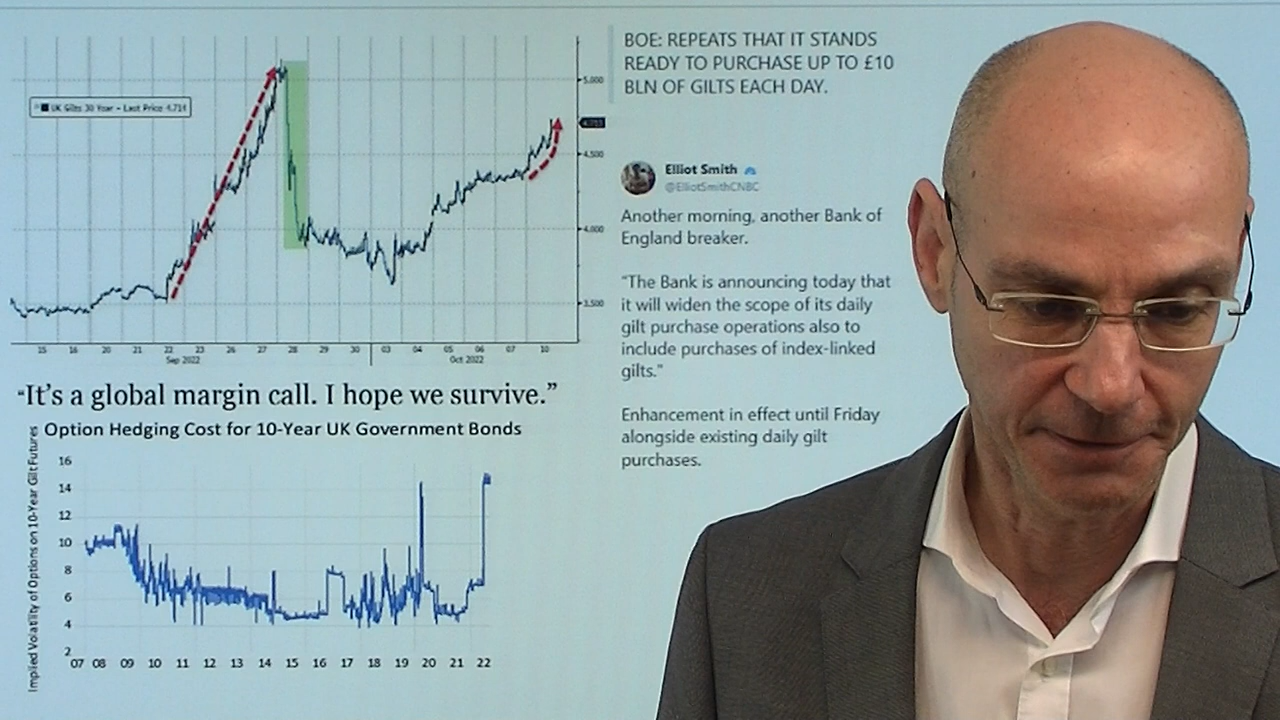 5.000
UK Gilts 30 Year - Last Price 4.714
4.713
4.500
4.000
3.500
15 16 20 21 22 23 26 27 28 29 30 03 04 05 06 07 10
Sep 2022 Oct 2022
“It’s a global margin call. I hope we survive.”
Option Hedging Cost for 10-Year UK Government Bonds
Implied Volatility of Options on 10-Year Gilt Futures
16
14
12
10
8
6
4
2
07 08 09 10 11 12 13 14 15 16 17 18 19 20 21 22
BOE: REPEATS THAT IT STANDS
READY TO PURCHASE UP TO £10
BLN OF GILTS EACH DAY.
Elliot Smith
@ElliotSmithCNBC
Another morning, another Bank of
England breaker.
"The Bank is announcing today that
it will widen the scope of its daily
gilt purchase operations also to
include purchases of index-linked
gilts."
Enhancement in effect until Friday
alongside existing daily gilt
purchases.